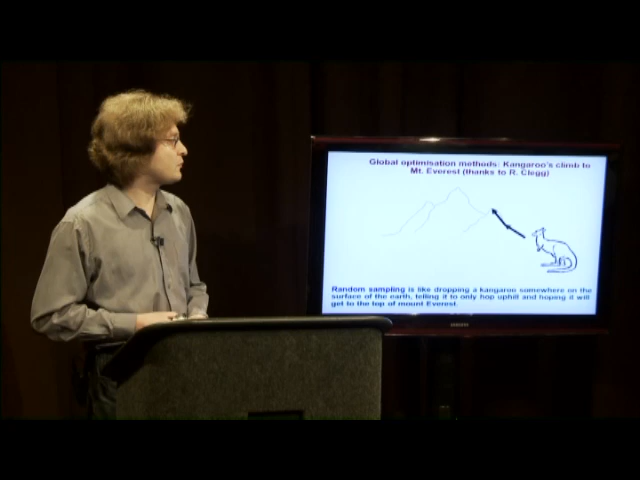 Global optimisation methods: Kangaroo's climb to
Mt. Everest (thanks to R. Clegg)
Random sampling is like dropping a kangaroo somewhere on the
surface of the earth, telling it to only hop uphill and hoping it will
get to the top of mount Everest.
SAMSUNG